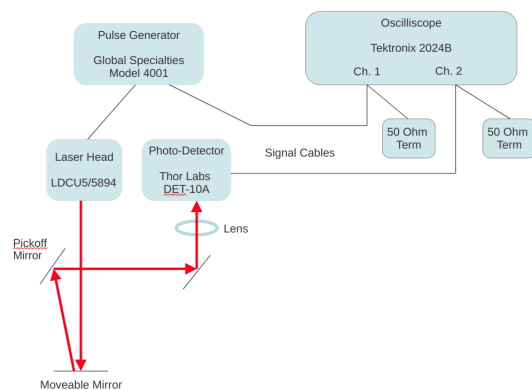 Pulse Generator
Global Specialties
Model 4001
Oscilliscope
Tektronix 2024B
Ch. 1
Ch. 2
50 Ohm
Term
50 Ohm
Term
Laser Head
LDCU5/5894
Photo-Detector
Thor Labs
DET-10A
Signal Cables
Lens
Pickoff
Mirror
Moveable Mirror